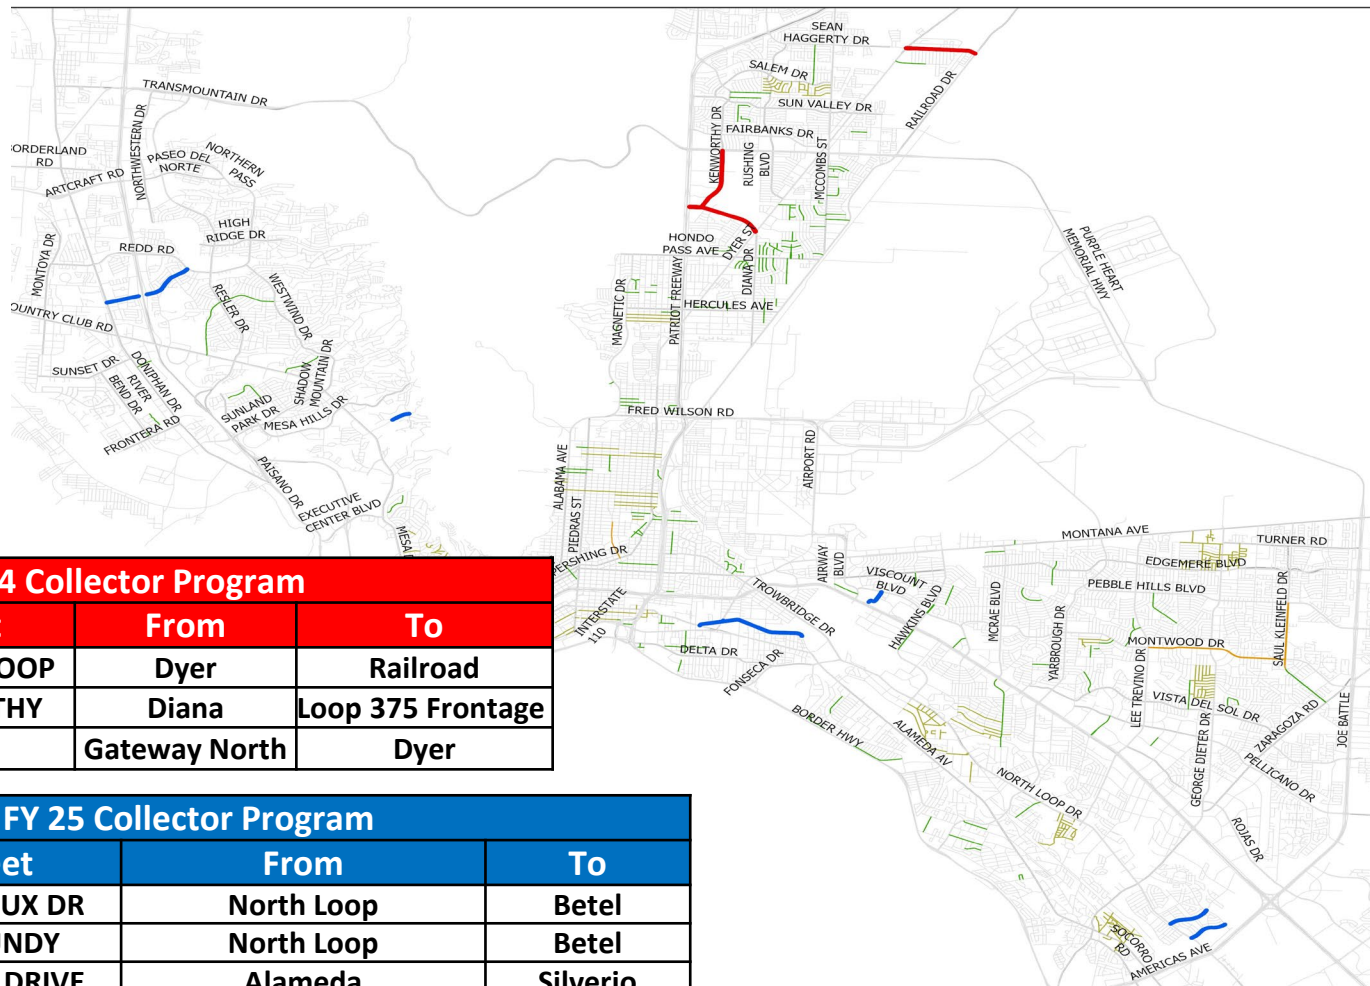 SEAN
HAGGERTY DR
SALEM DR
SUN VALLEY DR
RAILROAD DR
TRANSMOUNTAIN DR
NORTHWESTERN DR
KENWORTHY DR
FAIRBANKS DR
RUSHING
BLVD
MCCOMBS ST
ORDERLAND
RD
PASEO DEL
NORTE
NORTHERN
PASS
ARTCRAFT RD
HIGH
RIDGE DR
MONTOYA DR
REDD RD
HONDO
PASS AVE
DYER ST
DIANA DR
PURPLE HEART
MEMORIAL HWY
RESLER DR
WESTWIND DR
MAGNETIC DR
PATRIOT FREEWAY
HERCULES AVE
OUNTRY CLUB RD
SUNSET DR
DONIPHAN DR
RIVER
BEND DR
SHADOW
MOUNTAIN DR
SUNLAND
PARK DR
MESA HILLS DR
FRONTERA RD
FRED WILSON RD
ALABAMA AVE
AIRPORT RD
PAISANO DR
EXECUTIVE
CENTER BLVD
MESA
PIEDRAS ST
PERSHING DR
MONTANA AVE
TURNER RD
AIRWAY
BLVD
VISCOUNT
BLVD
EDGEMERE BLVD
PEBBLE HILLS BLVD
TROWBRIDGE DR
HAWKINS BLVD
MCRAE BLVD
YARBROUGH DR
SAUL KLEINFELD DR
INTERSTATE
110
DELTA DR
FONSECA DR
MONTWOOD DR
LEE TREVINO DR
VISTA DEL SOL DR
ZARAGOZA RD
JOE BATTLE
BORDER HWY
ALAMEDA AV
GEORGE DIETER DR
PELLICANO DR
NORTH LOOP DR
ROJAS DR
SOCORRO
RD
AMERICAS AVE
4 Collector Program
From To
OOP Dyer Railroad
THY Diana Loop 375 Frontage
Gateway North Dyer
FY 25 Collector Program
et From To
UX DR North Loop Betel
NDY North Loop Betel
DRIVE Alameda Silverio